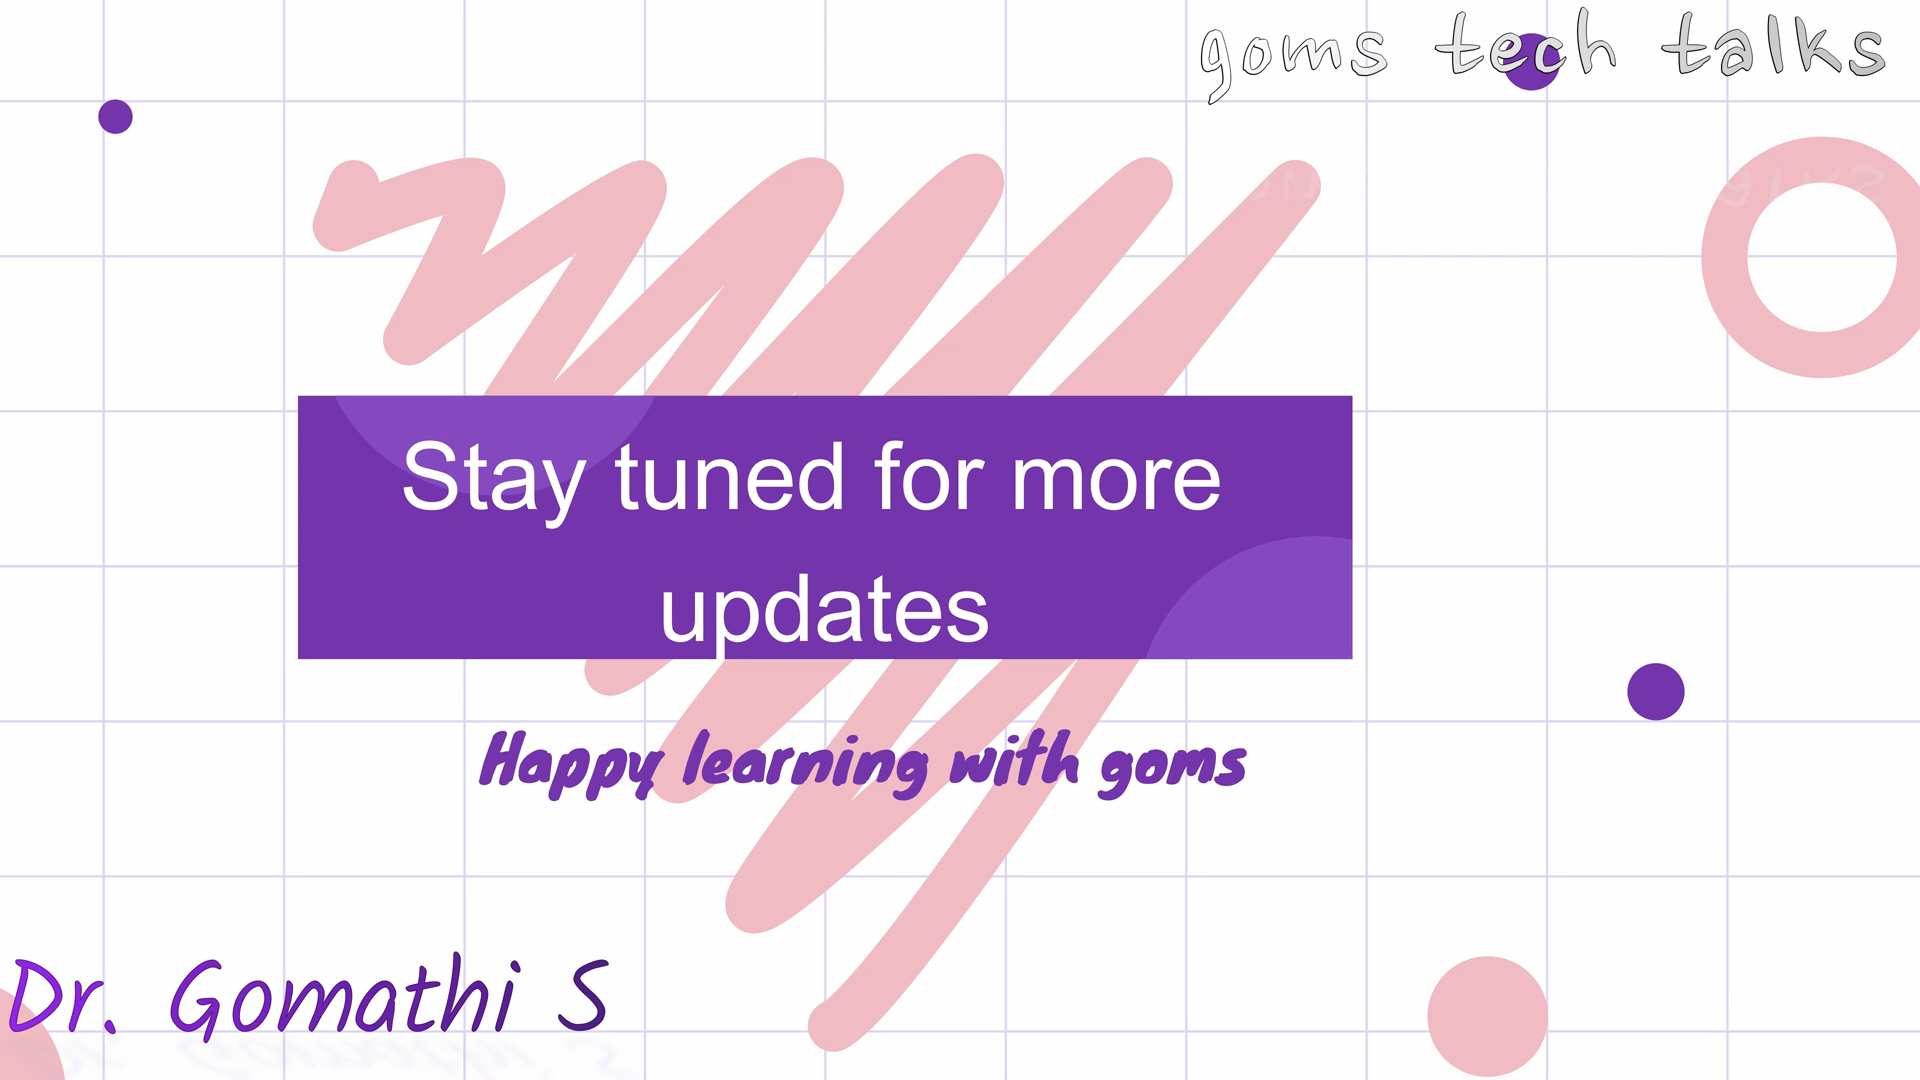 goms tech talks
Stay tuned for more
updates
Happy learning with goms
Dr. Gomathi S